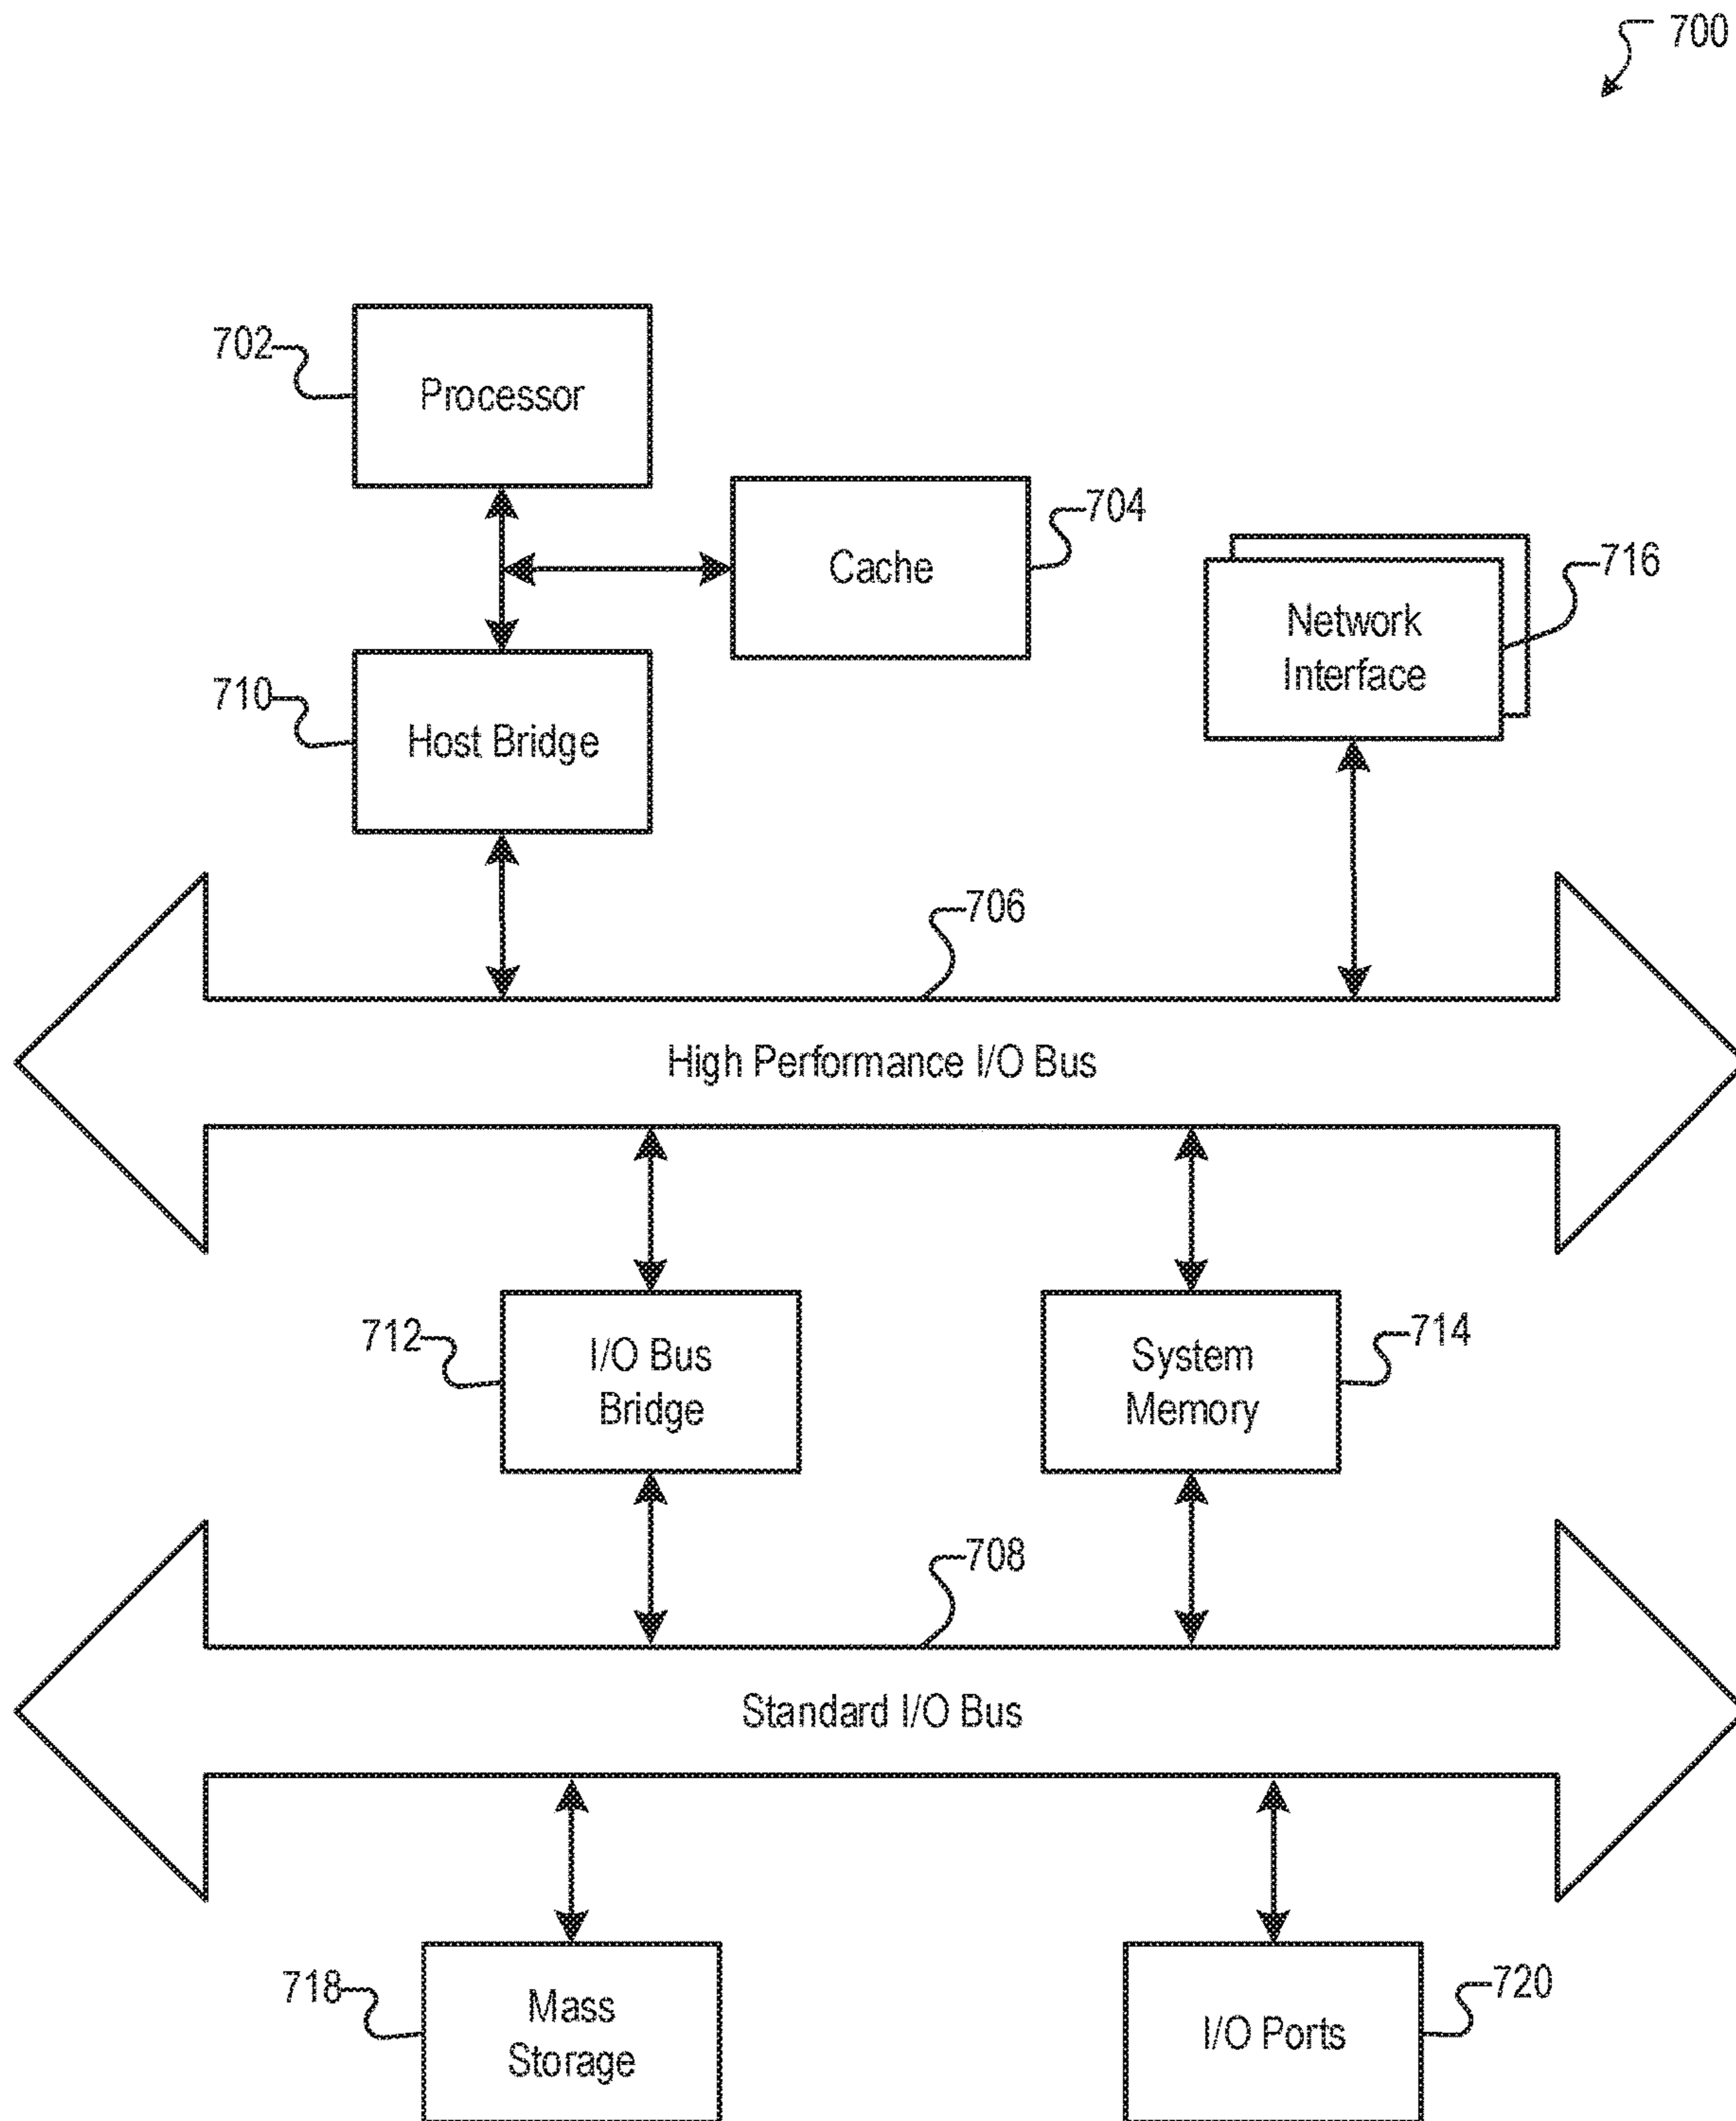 700
702
Processor
704
Cache
716
Network
Interface
710
Host Bridge
706
High Performance I/O Bus
712
I/O Bus
Bridge
714
System
Memory
708
Standard I/O Bus
718
Mass
Storage
720
I/O Ports